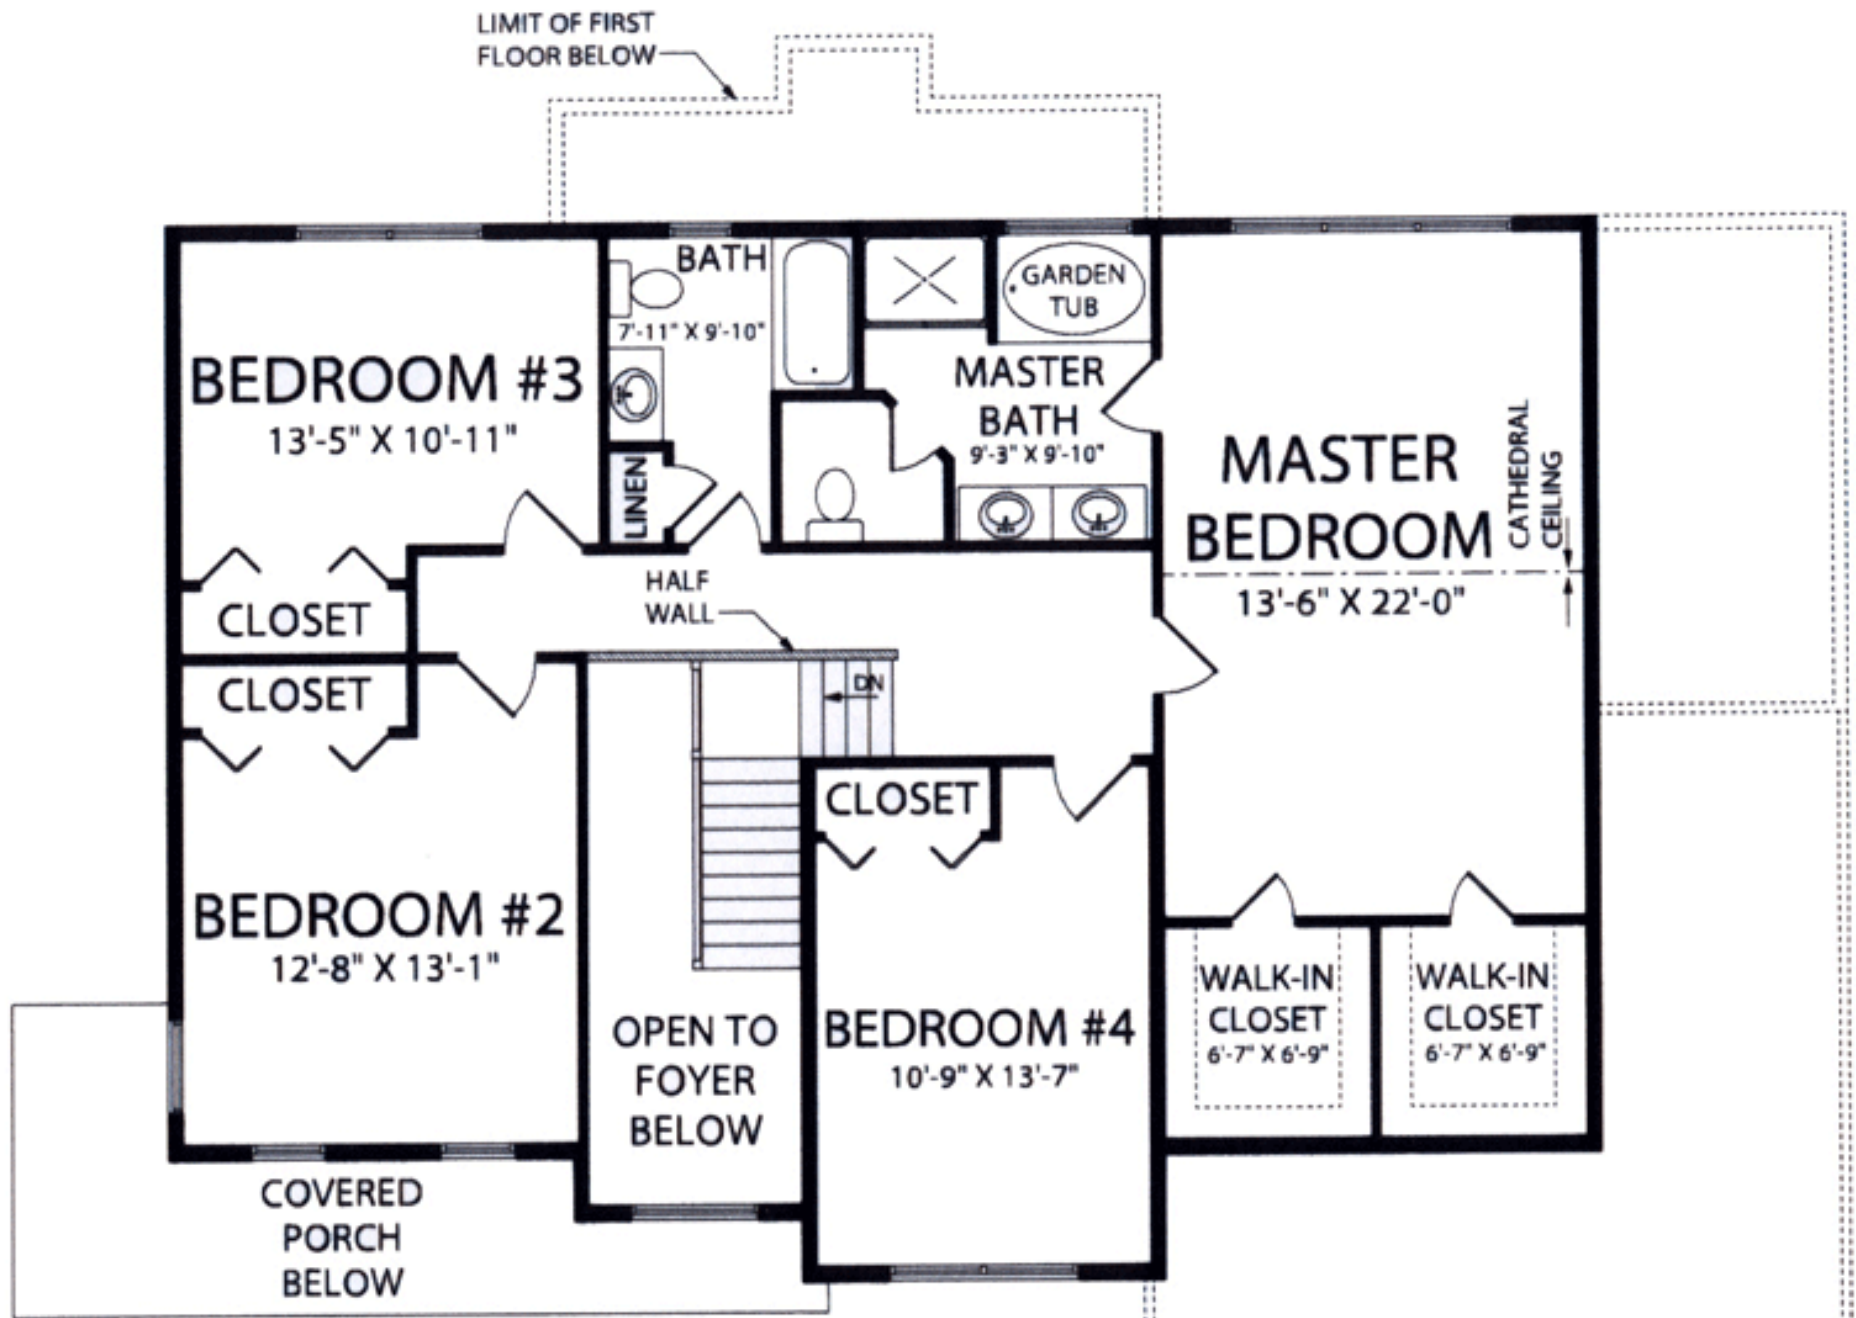 LIMIT OF FIRST
FLOOR BELOW
BATH
7'-11" X 9'-10"
GARDEN
TUB
BEDROOM #3
13'-5" X 10'-11"
MASTER
BATH
9'-3" X 9'-10"
LINEN
MASTER
BEDROOM
13'-6" X 22'-0"
CATHEDRAL
CEILING
HALF
WALL
CLOSET
CLOSET
DN
CLOSET
BEDROOM #2
12'-8" X 13'-1"
OPEN TO
FOYER
BELOW
BEDROOM #4
10'-9" X 13'-7"
WALK-IN
CLOSET
6'-7" X 6'-9"
WALK-IN
CLOSET
6'-7" X 6'-9"
COVERED
PORCH
BELOW